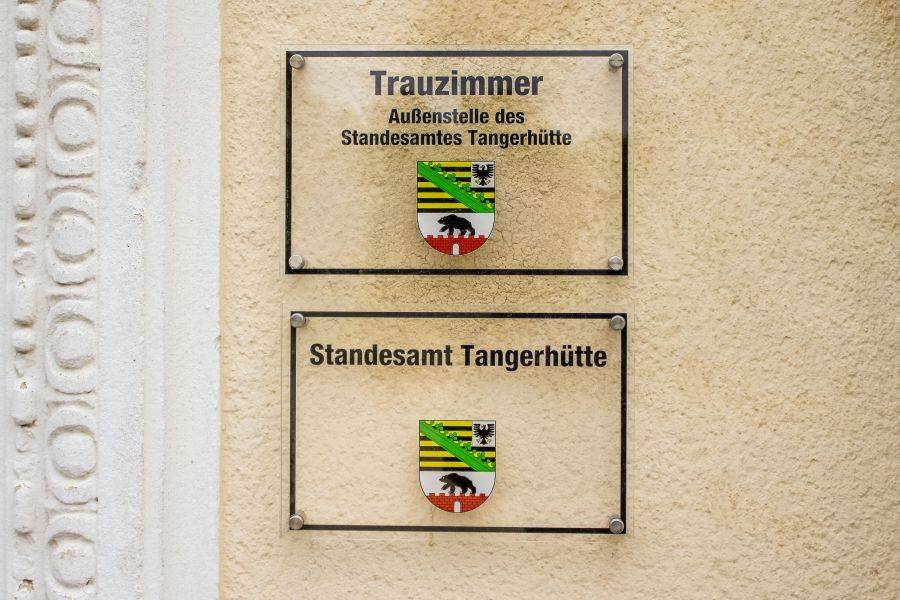 Trauzimmer
Außenstelle des
Standesamtes Tangerhütte
Standesamt Tangerhütte